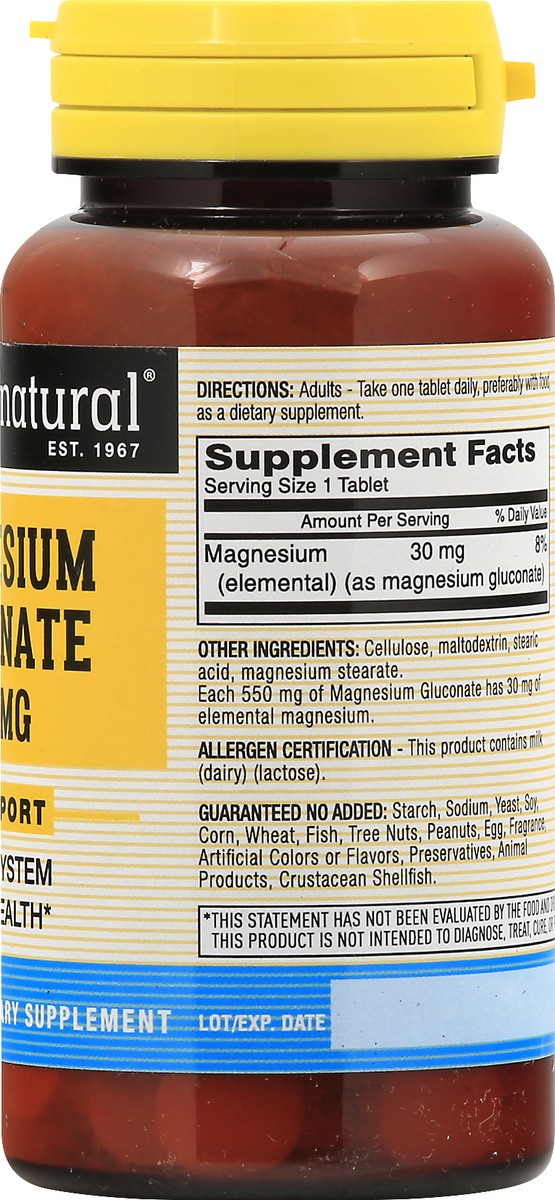 natural®
EST. 1967
SIUM
NATE
MG
PORT
YSTEM
EALTH*
ARY SUPPLEMENT
DIRECTIONS: Adults - Take one tablet daily, preferably with food,
as a dietary supplement.
Supplement Facts
Serving Size 1 Tablet
Amount Per Serving % Daily Value
Magnesium 30 mg 8%
(elemental) (as magnesium gluconate)
OTHER INGREDIENTS: Cellulose, maltodextrin, stearic
acid, magnesium stearate.
Each 550 mg of Magnesium Gluconate has 30 mg of
elemental magnesium.
ALLERGEN CERTIFICATION - This product contains milk
(dairy) (lactose).
GUARANTEED NO ADDED: Starch, Sodium, Yeast, Soy,
Corn, Wheat, Fish, Tree Nuts, Peanuts, Egg, Fragrance,
Artificial Colors or Flavors, Preservatives, Animal
Products, Crustacean Shellfish.
*THIS STATEMENT HAS NOT BEEN EVALUATED BY THE FOOD AND
THIS PRODUCT IS NOT INTENDED TO DIAGNOSE, TREAT, CURE, OR
LOT/EXP. DATE